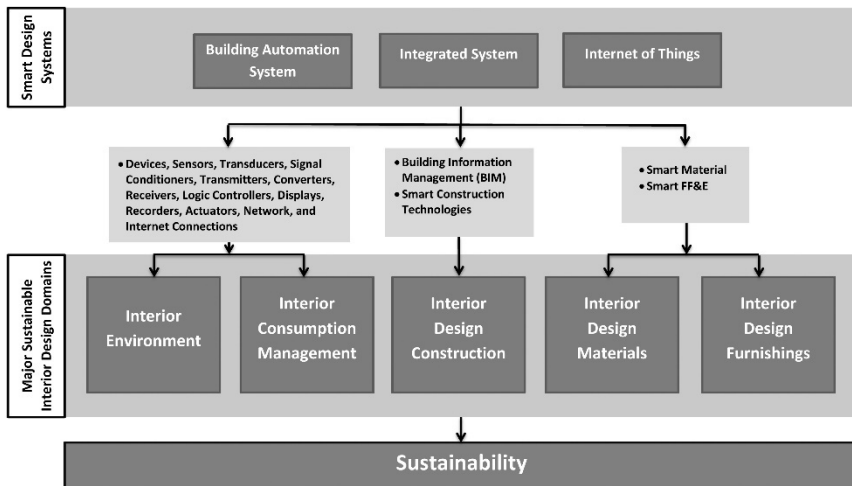 Smart Design
Systems
Building Automation
System
Integrated System
Internet of Things
• Devices, Sensors, Transducers, Signal
Conditioners, Transmitters, Converters,
Receivers, Logic Controllers, Displays,
Recorders, Actuators, Network, and
Internet Connections
• Building Information
Management (BIM)
• Smart Construction
Technologies
• Smart Material
• Smart FF&E
Major Sustainable
Interior Design Domains
Interior
Environment
Interior
Consumption
Management
Interior
Design
Construction
Interior
Design
Materials
Interior
Design
Furnishings
Sustainability